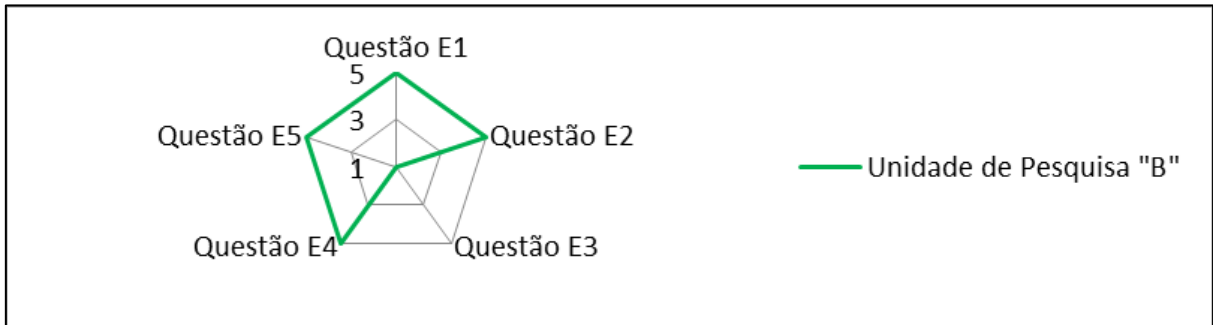 Questão E1
5
3
1
Questão E5
Questão E2
Questão E4
Questão E3
Unidade de Pesquisa "B"